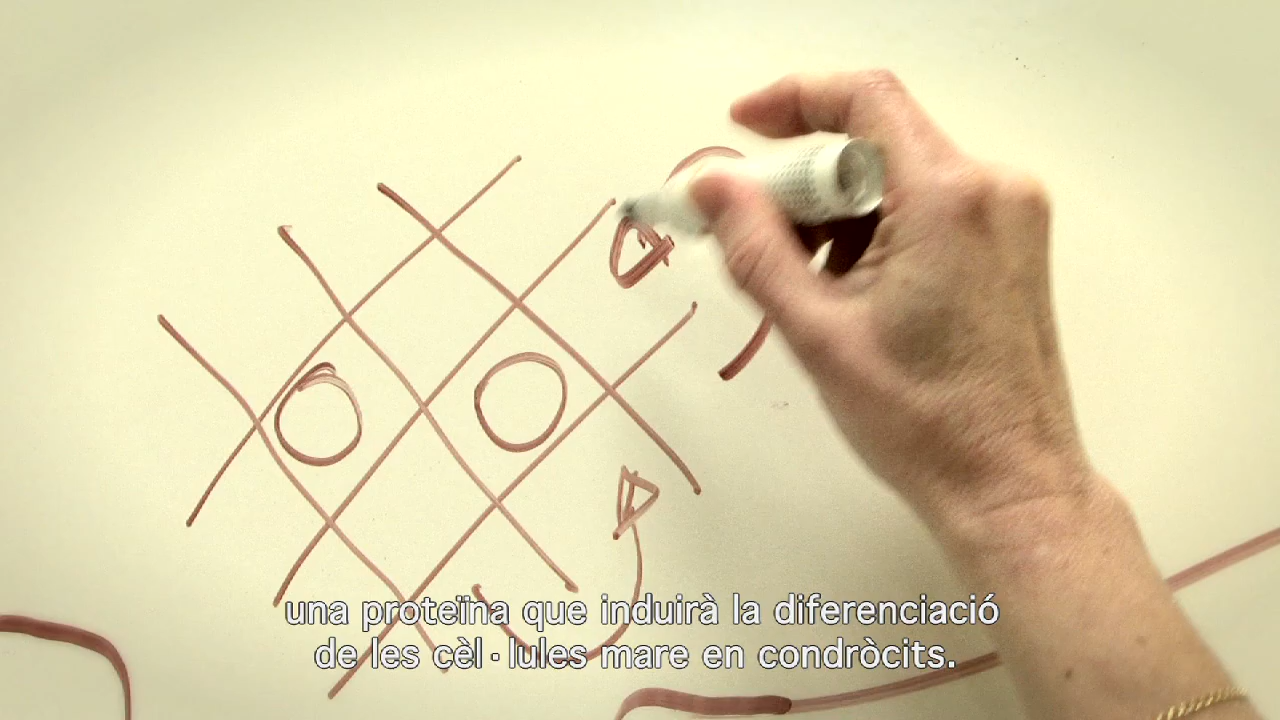 una proteïna que induirà la diferenciació
de les cèl·lules mare en condròcits.